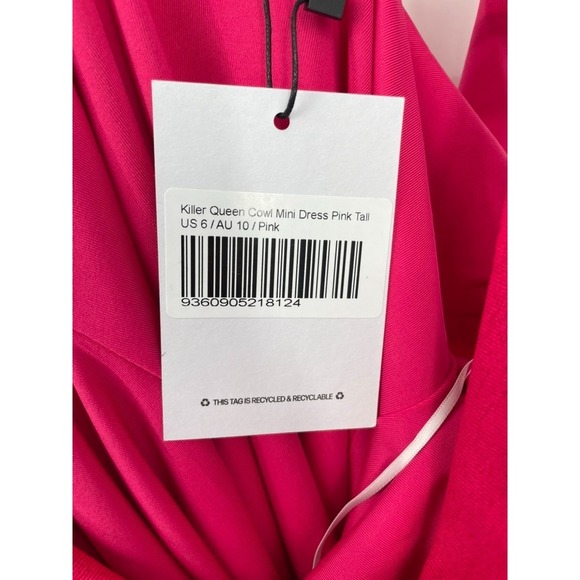 Killer Queen Cowl Mini Dress Pink Tall
US 6 / AU 10 / Pink
9360905218124
♻ THIS TAG IS RECYCLED & RECYCLABLE ♻